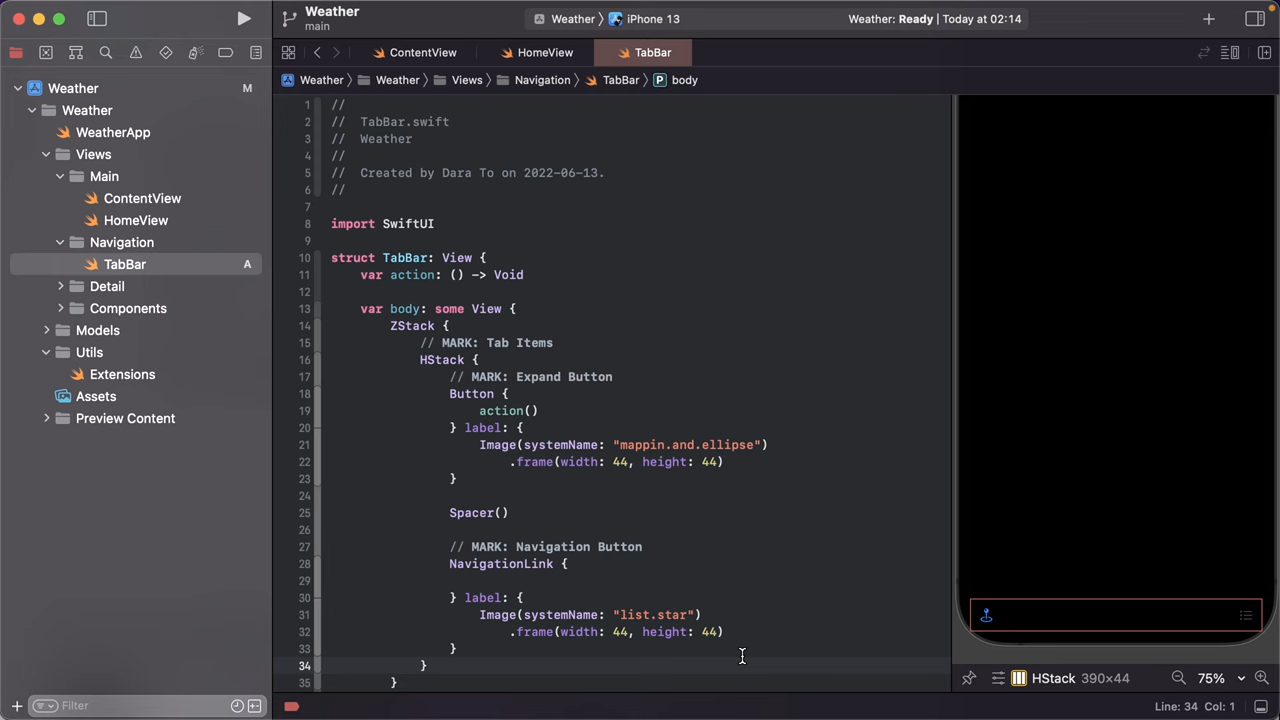 Weather
main
Weather
iPhone 13
Weather: Ready | Today at 02:14
ContentView
HomeView
TabBar
Weather
M
Weather
WeatherApp
Views
Main
ContentView
HomeView
Navigation
TabBar
A
Detail
Components
Models
Utils
Extensions
Assets
Preview Content
Filter
Weather
Weather
Views
Navigation
TabBar
P
body
1 //
2 //  TabBar.swift
3 //  Weather
4 //
5 //  Created by Dara To on 2022-06-13.
6 //
7
8 import SwiftUI
9
10 struct TabBar: View {
11     var action: () -> Void
12
13     var body: some View {
14         ZStack {
15             // MARK: Tab Items
16             HStack {
17                 // MARK: Expand Button
18                 Button {
19                     action()
20                 } label: {
21                     Image(systemName: "mappin.and.ellipse")
22                         .frame(width: 44, height: 44)
23                 }
24
25                 Spacer()
26
27                 // MARK: Navigation Button
28                 NavigationLink {
29
30                 } label: {
31                     Image(systemName: "list.star")
32                         .frame(width: 44, height: 44)
33                 }
34             }
35         }
HStack 390×44
75%
Line: 34 Col: 1